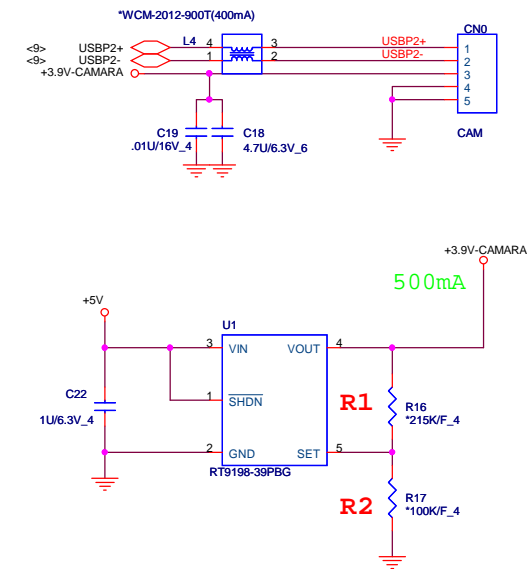 *WCM-2012-900T(400mA)
CN0
<9> USBP2+ L4 4 3 USBP2+ 1
<9> USBP2- 1 2 USBP2- 2
+3.9V-CAMARA 3
4
5
C19 C18 CAM
.01U/16V_4 4.7U/6.3V_6
+3.9V-CAMARA
500mA
+5V
U1
3 VIN VOUT 4
C22 1 SHDN R1 R16
1U/6.3V_4 *215K/F_4
2 GND SET 5
RT9198-39PBG
R2 R17
*100K/F_4